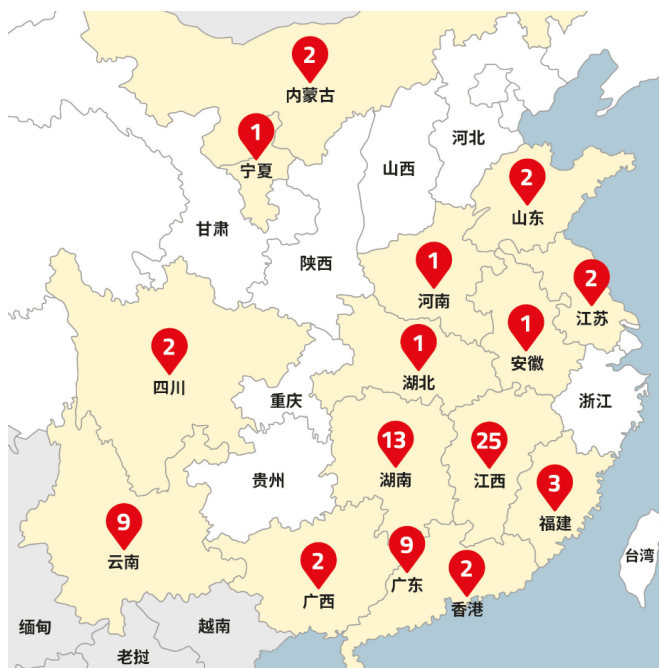 2
内蒙古
1
宁夏
山西
河北
2
山东
甘肃
陕西
1
河南
2
江苏
2
四川
1
湖北
1
安徽
重庆
浙江
13
湖南
25
江西
贵州
3
福建
9
云南
2
广西
9
广东
2
香港
台湾
缅甸
越南
老挝